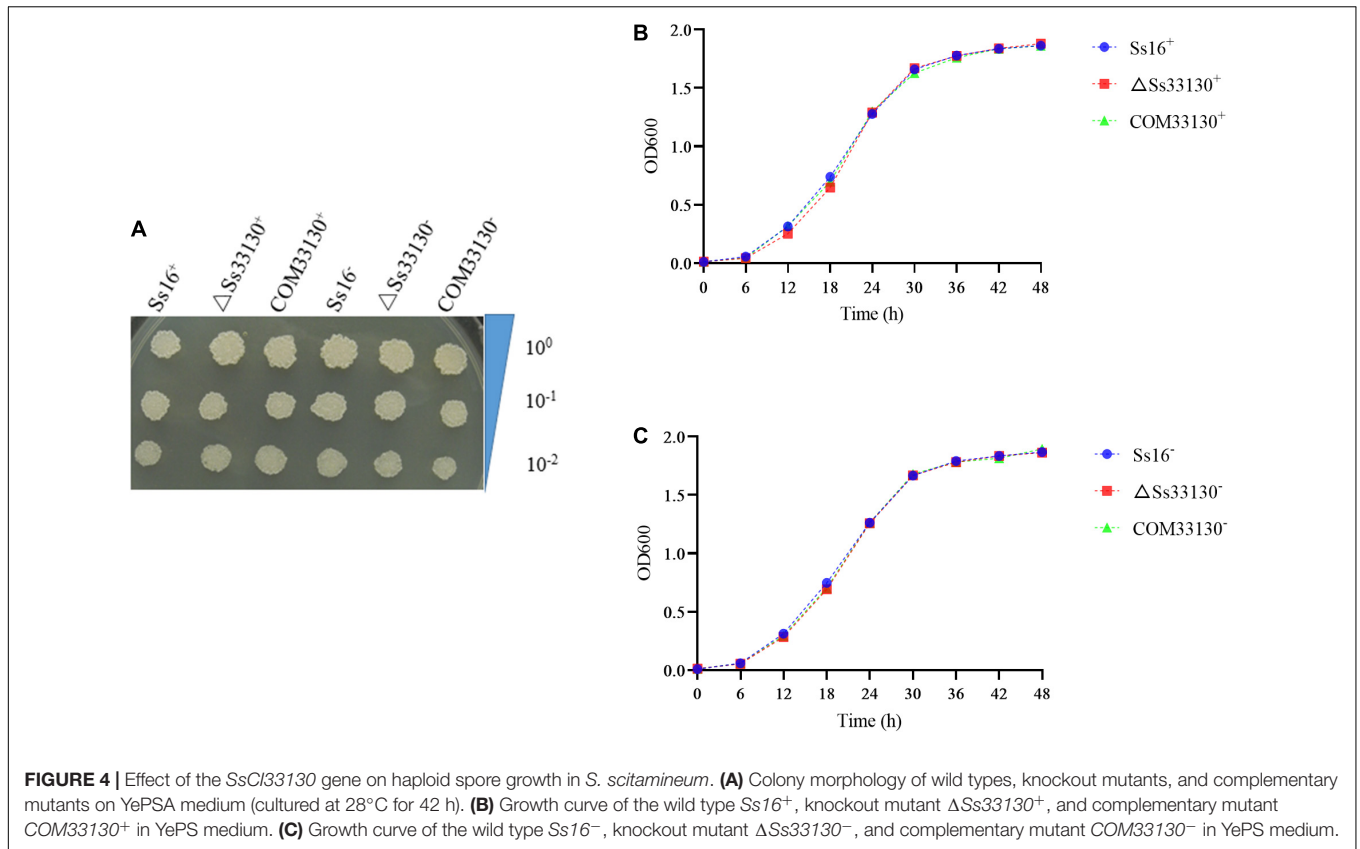 A
Ss16⁺ △Ss33130⁺ COM33130⁺ Ss16⁻ △Ss33130⁻ COM33130⁻
10⁰
10⁻¹
10⁻²
B
OD600
2.0
1.5
1.0
0.5
0.0
0 6 12 18 24 30 36 42 48
Time (h)
Ss16⁺
△Ss33130⁺
COM33130⁺
C
OD600
2.0
1.5
1.0
0.5
0.0
0 6 12 18 24 30 36 42 48
Time (h)
Ss16⁻
△Ss33130⁻
COM33130⁻
FIGURE 4 | Effect of the SsCI33130 gene on haploid spore growth in S. scitamineum. (A) Colony morphology of wild types, knockout mutants, and complementary
mutants on YePSA medium (cultured at 28°C for 42 h). (B) Growth curve of the wild type Ss16+, knockout mutant ΔSs33130+, and complementary mutant
COM33130+ in YePS medium. (C) Growth curve of the wild type Ss16−, knockout mutant ΔSs33130−, and complementary mutant COM33130− in YePS medium.